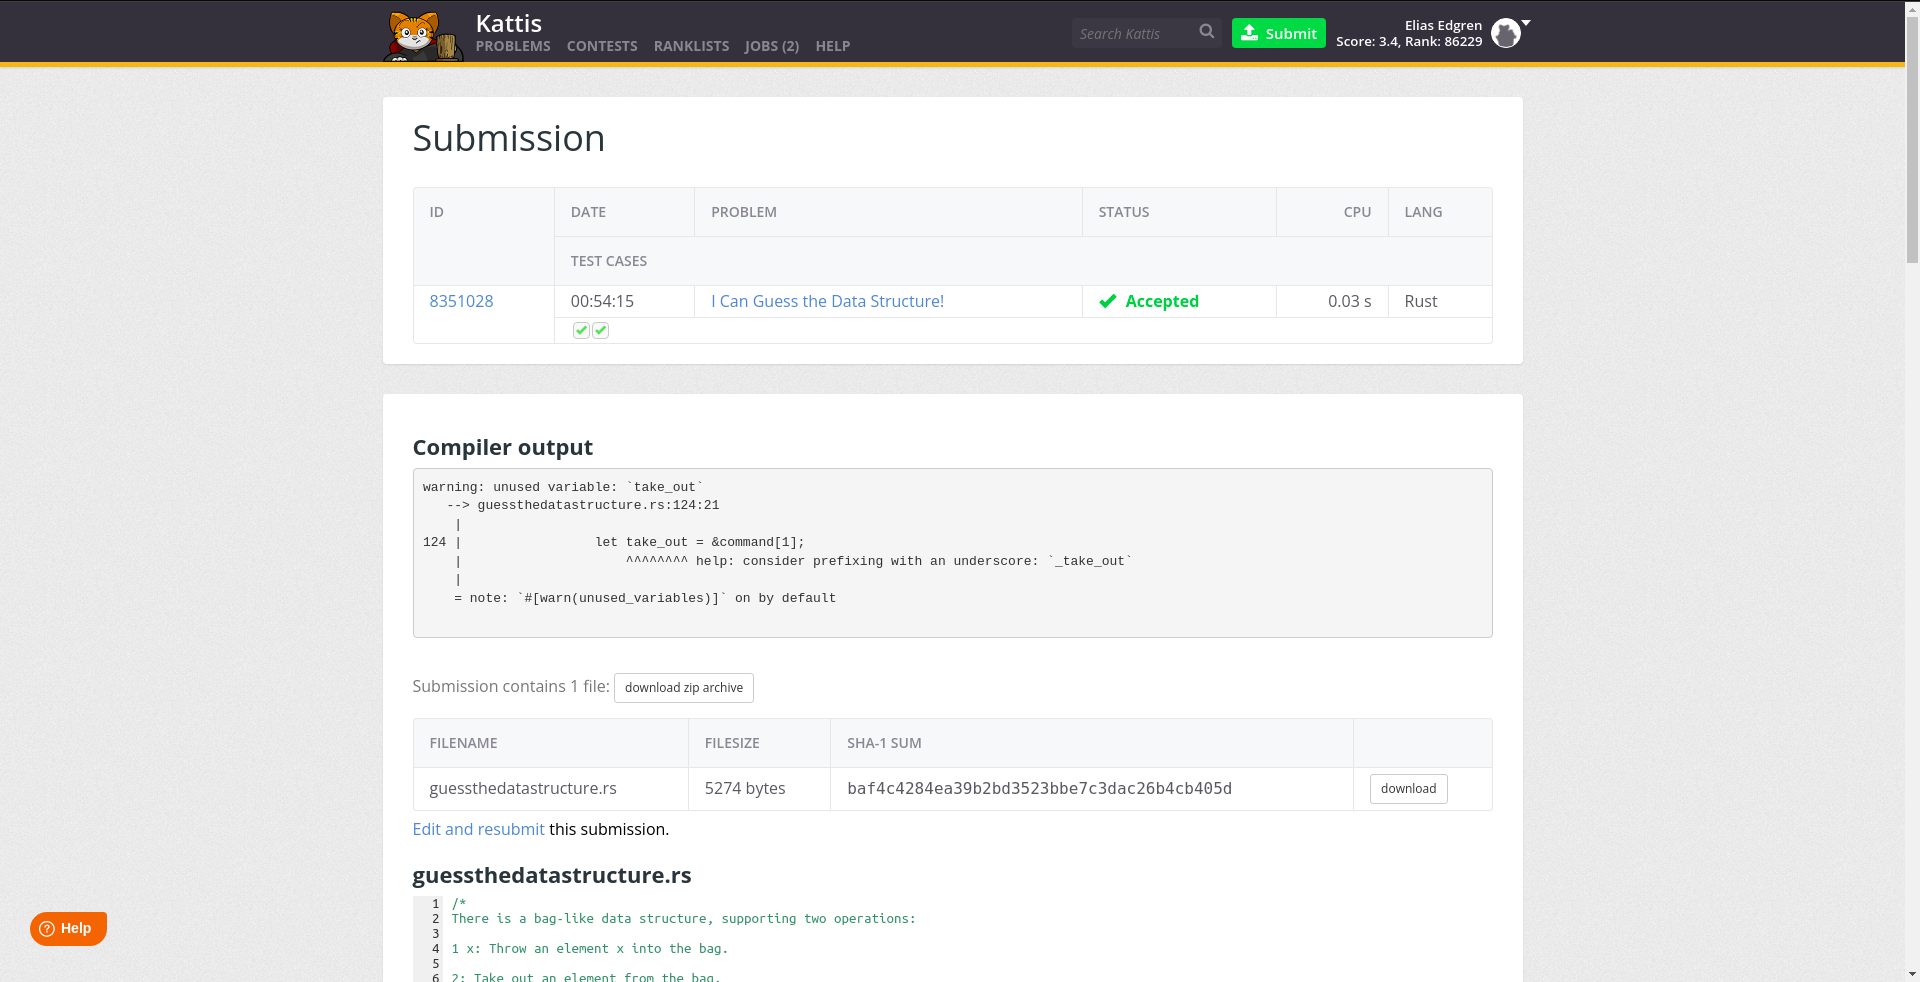 Kattis
PROBLEMS CONTESTS RANKLISTS JOBS (2) HELP
Search Kattis
Submit
Elias Edgren
Score: 3.4, Rank: 86229
Submission
ID DATE PROBLEM STATUS CPU LANG
TEST CASES
8351028 00:54:15 I Can Guess the Data Structure! Accepted 0.03 s Rust
Compiler output
warning: unused variable: `take_out`
--> guessthedatastructure.rs:124:21
|
124 | let take_out = &command[1];
| ^^^^^^^^ help: consider prefixing with an underscore: `_take_out`
|
= note: `#[warn(unused_variables)]` on by default
Submission contains 1 file: download zip archive
FILENAME FILESIZE SHA-1 SUM
guessthedatastructure.rs 5274 bytes baf4c4284ea39b2bd3523bbe7c3dac26b4cb405d download
Edit and resubmit this submission.
guessthedatastructure.rs
1 /*
2 There is a bag-like data structure, supporting two operations:
3
4 1 x: Throw an element x into the bag.
5
6 2: Take out an element from the bag.
Help